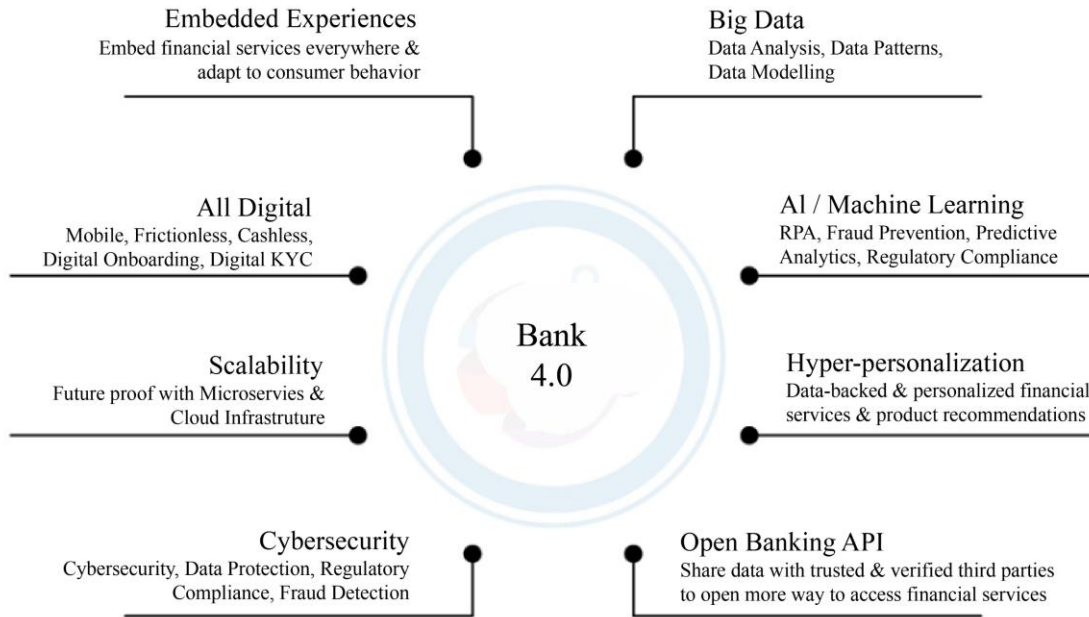 Embedded Experiences
Embed financial services everywhere &
adapt to consumer behavior
Big Data
Data Analysis, Data Patterns,
Data Modelling
All Digital
Mobile, Frictionless, Cashless,
Digital Onboarding, Digital KYC
Al / Machine Learning
RPA, Fraud Prevention, Predictive
Analytics, Regulatory Compliance
Bank
4.0
Scalability
Future proof with Microservies &
Cloud Infrastruture
Hyper-personalization
Data-backed & personalized financial
services & product recommendations
Cybersecurity
Cybersecurity, Data Protection, Regulatory
Compliance, Fraud Detection
Open Banking API
Share data with trusted & verified third parties
to open more way to access financial services